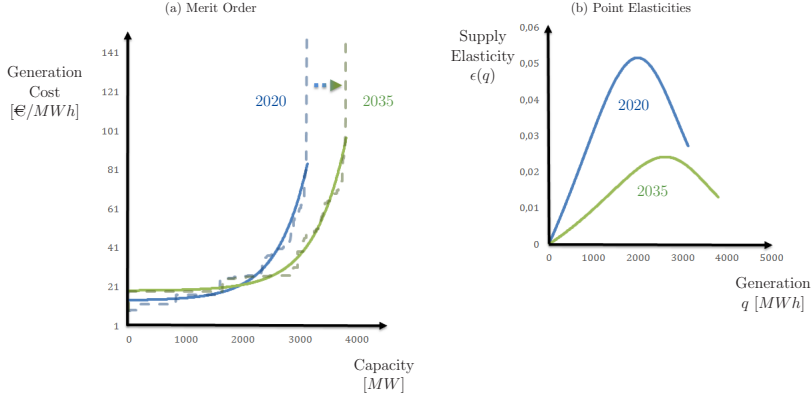 (a) Merit Order
Generation
Cost
[€/MWh]
141
121
101
81
61
41
21
1
2020
2035
0
1000
2000
3000
4000
Capacity
[MW]
(b) Point Elasticities
Supply
Elasticity
ϵ(q)
0,06
0,05
0,04
0,03
0,02
0,01
0
2020
2035
0
1000
2000
3000
4000
5000
Generation
q [MWh]